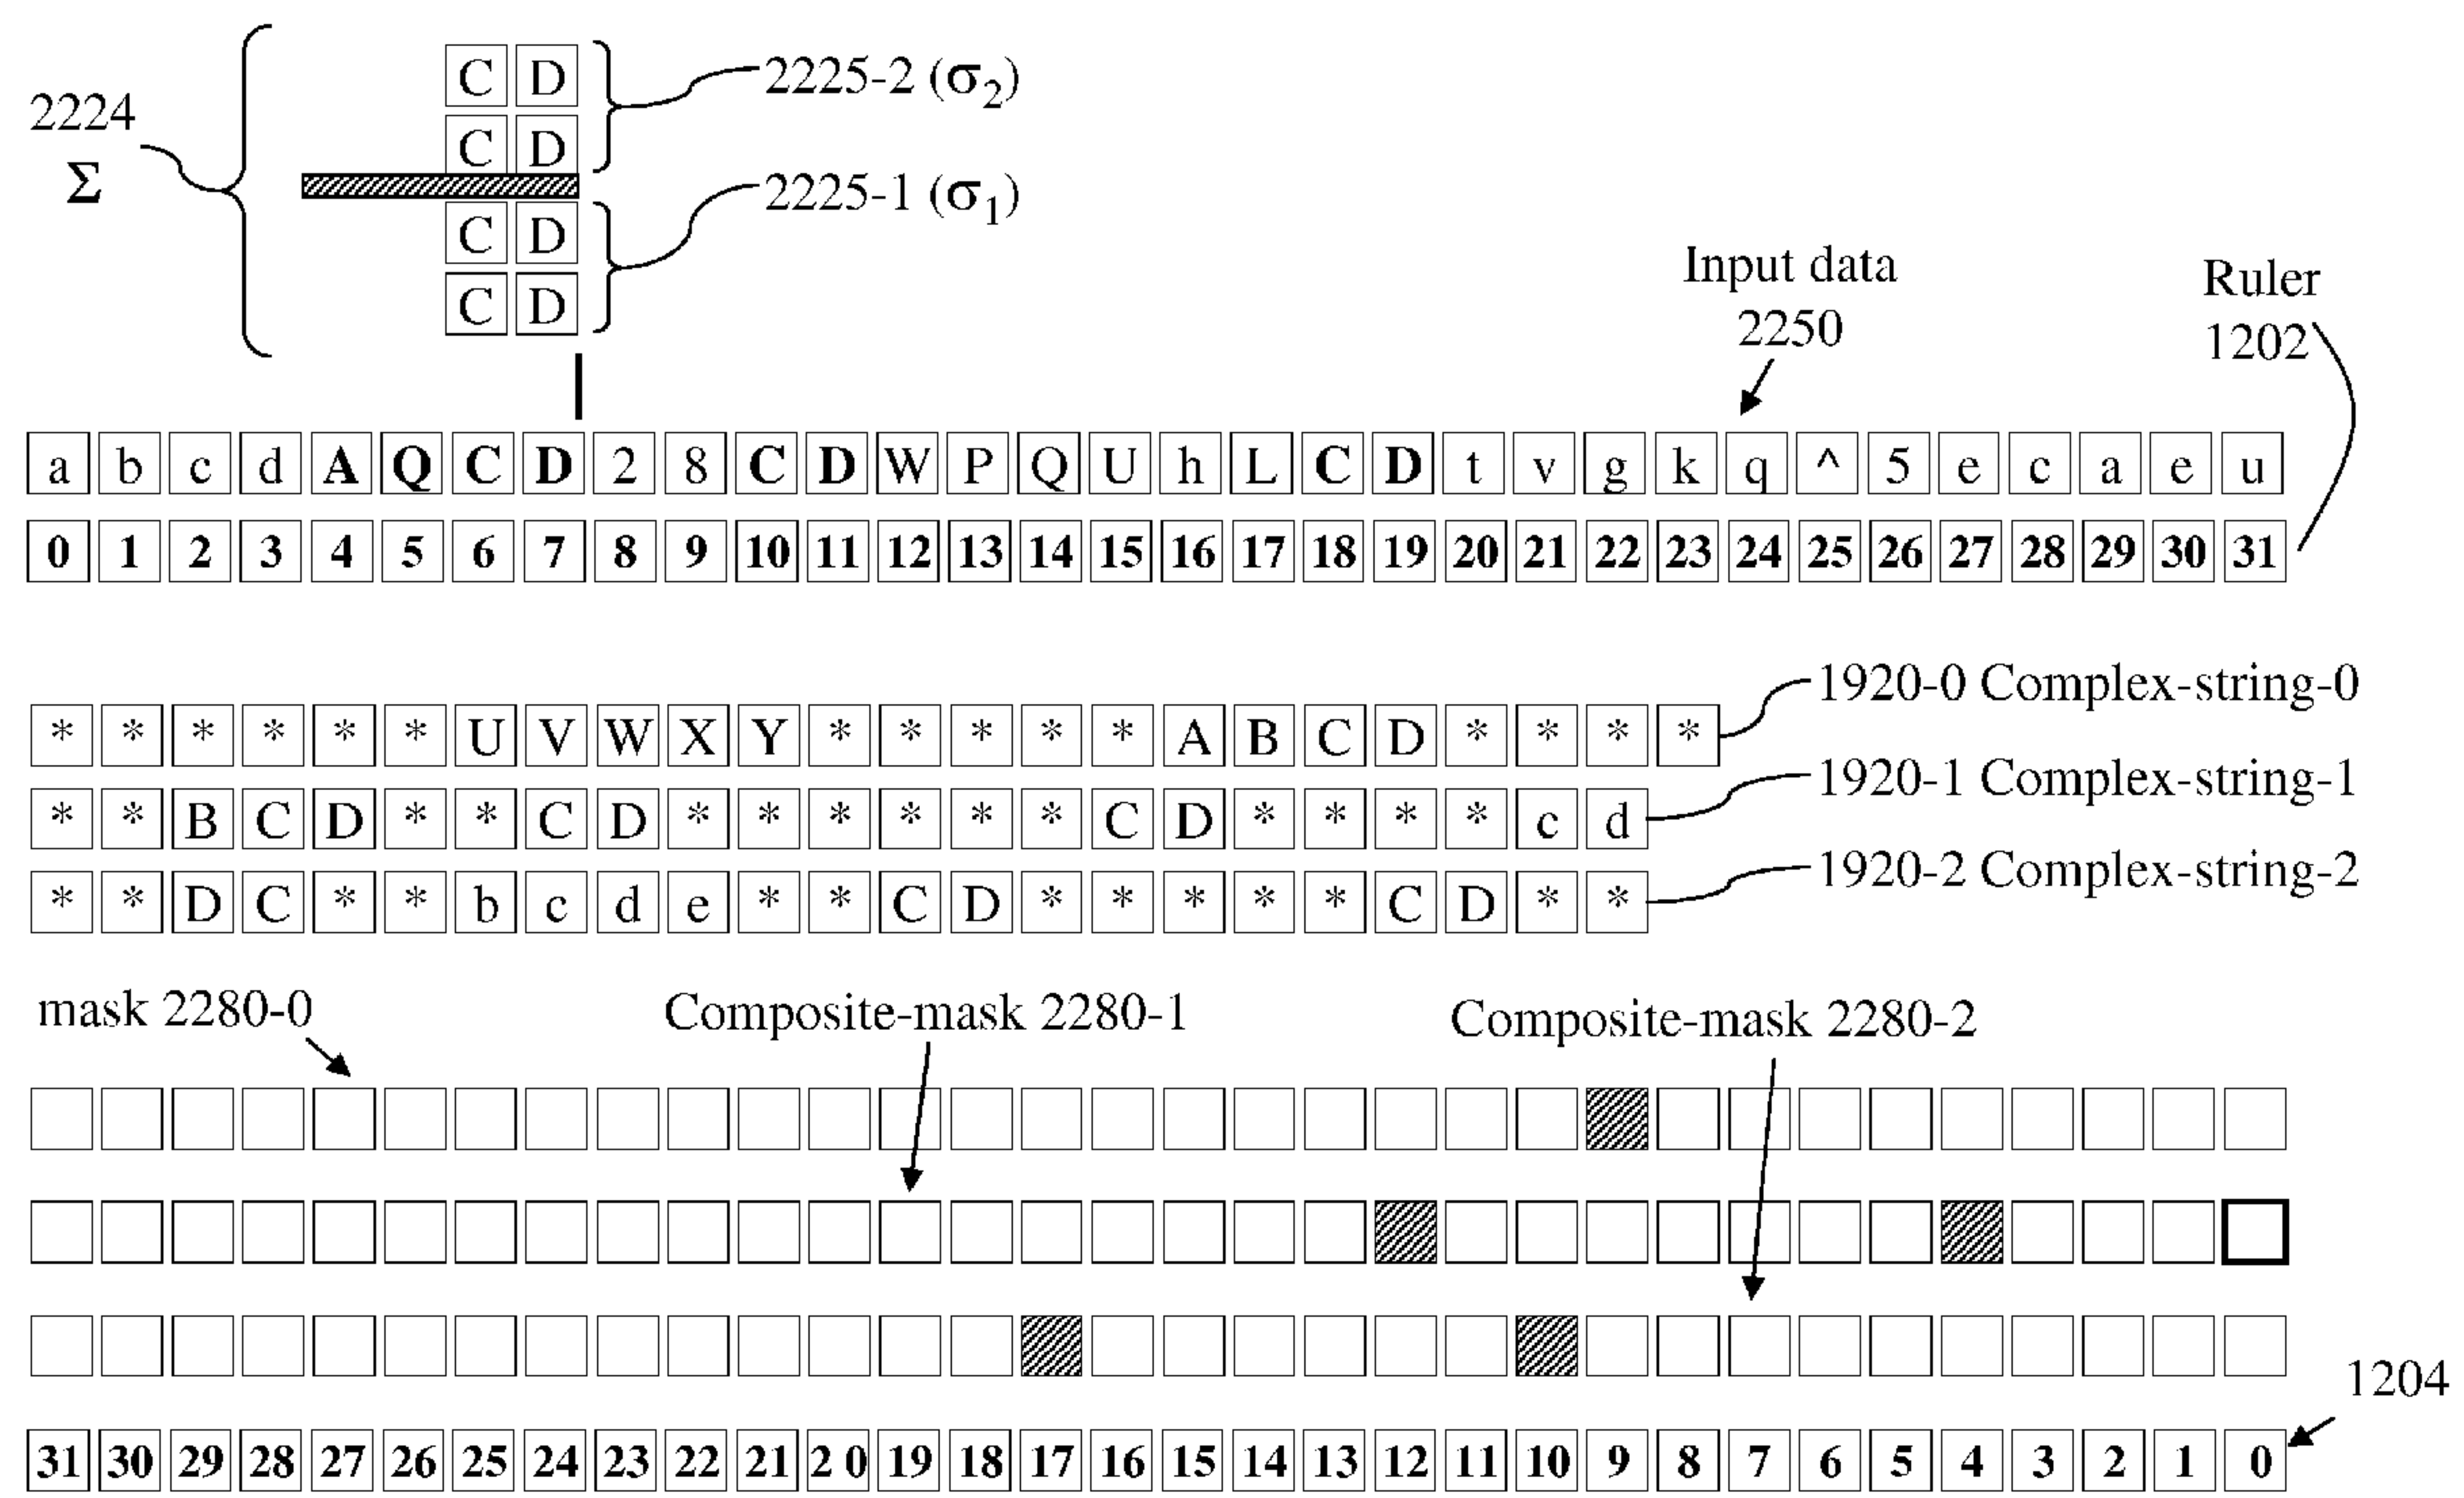 2224
Σ
C D
C D
2225-2 (σ2)
C D
C D
2225-1 (σ1)
Input data
2250
Ruler
1202
a b c d A Q C D 2 8 C D W P Q U h L C D t v g k q ^ 5 e c a e u
0 1 2 3 4 5 6 7 8 9 10 11 12 13 14 15 16 17 18 19 20 21 22 23 24 25 26 27 28 29 30 31
* * * * * * U V W X Y * * * * * A B C D * * * *
1920-0 Complex-string-0
* * B C D * * C D * * * * * * C D * * * * c d
1920-1 Complex-string-1
* * D C * * b c d e * * C D * * * * * C D * *
1920-2 Complex-string-2
mask 2280-0
Composite-mask 2280-1
Composite-mask 2280-2
1204
31 30 29 28 27 26 25 24 23 22 21 2 0 19 18 17 16 15 14 13 12 11 10 9 8 7 6 5 4 3 2 1 0